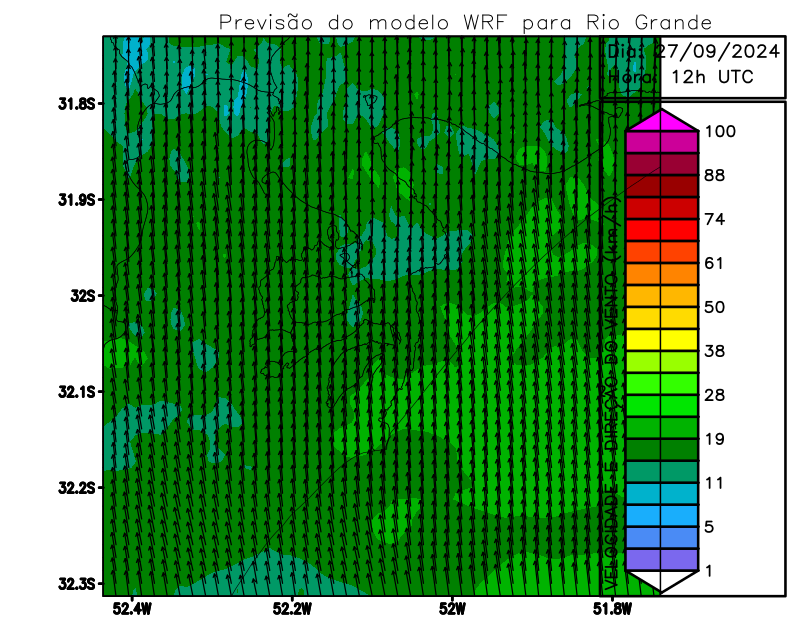 Previsão do modelo WRF para Rio Grande
Dia: 27/09/2024
Hora: 12h UTC
31.8S
31.9S
32S
32.1S
32.2S
32.3S
52.4W
52.2W
52W
51.8W
VELOCIDADE E DIREÇÃO DO VENTO (km/h)
100
88
74
61
50
38
28
19
11
5
1